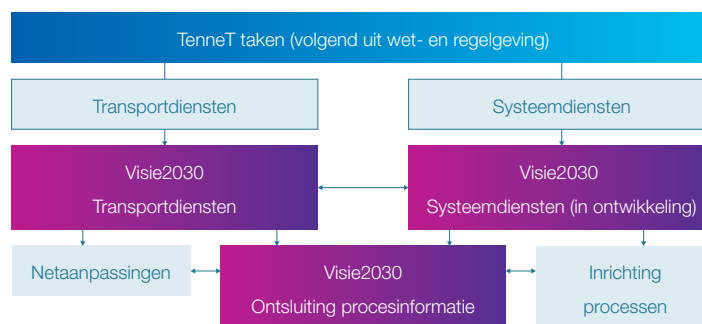 TenneT taken (volgend uit wet- en regelgeving)
Transportdiensten
Systeemdiensten
Visie2030
Transportdiensten
Visie2030
Systeemdiensten (in ontwikkeling)
Netaanpassingen
Visie2030
Ontsluiting procesinformatie
Inrichting
processen